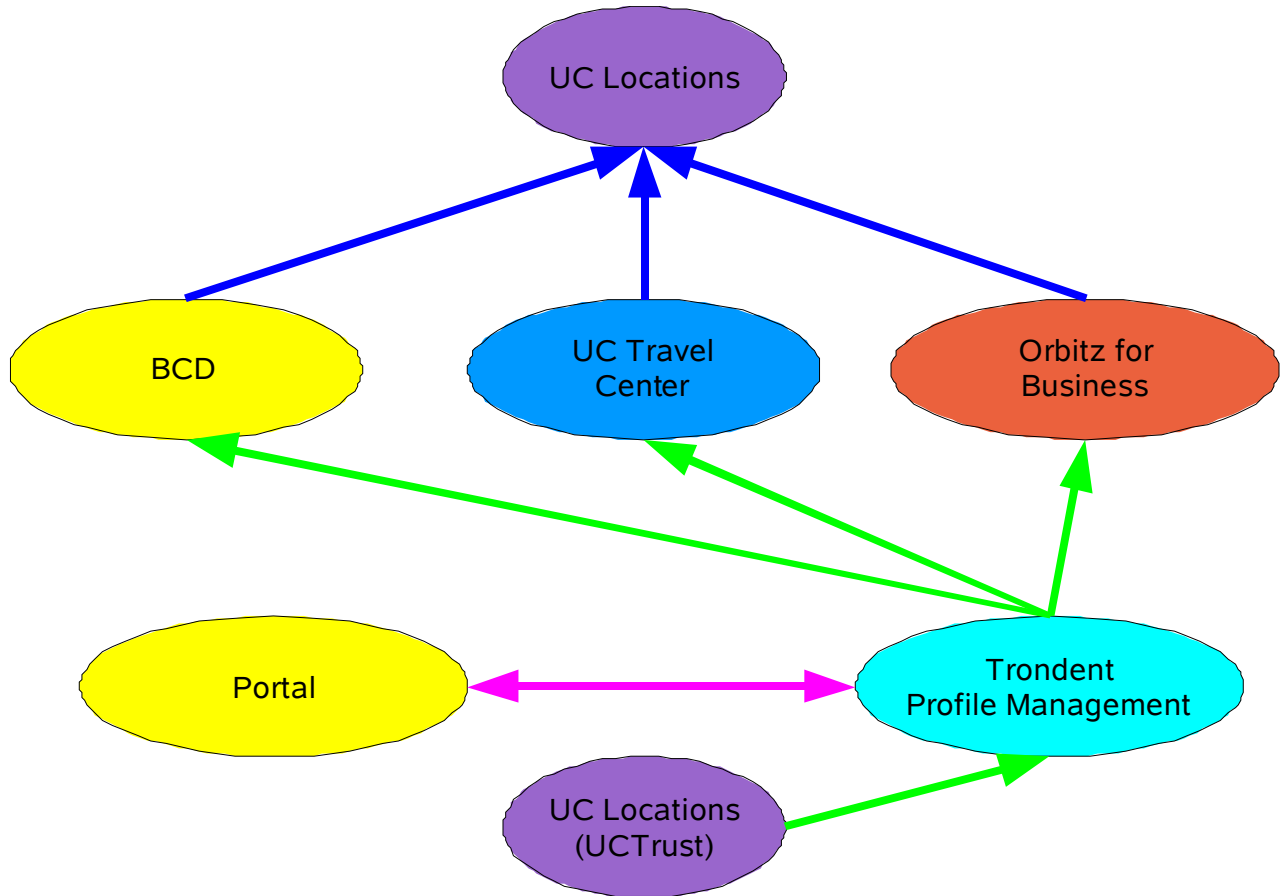 UC Locations
BCD
UC Travel
Center
Orbitz for
Business
Portal
Trondent
Profile Management
UC Locations
(UCTrust)